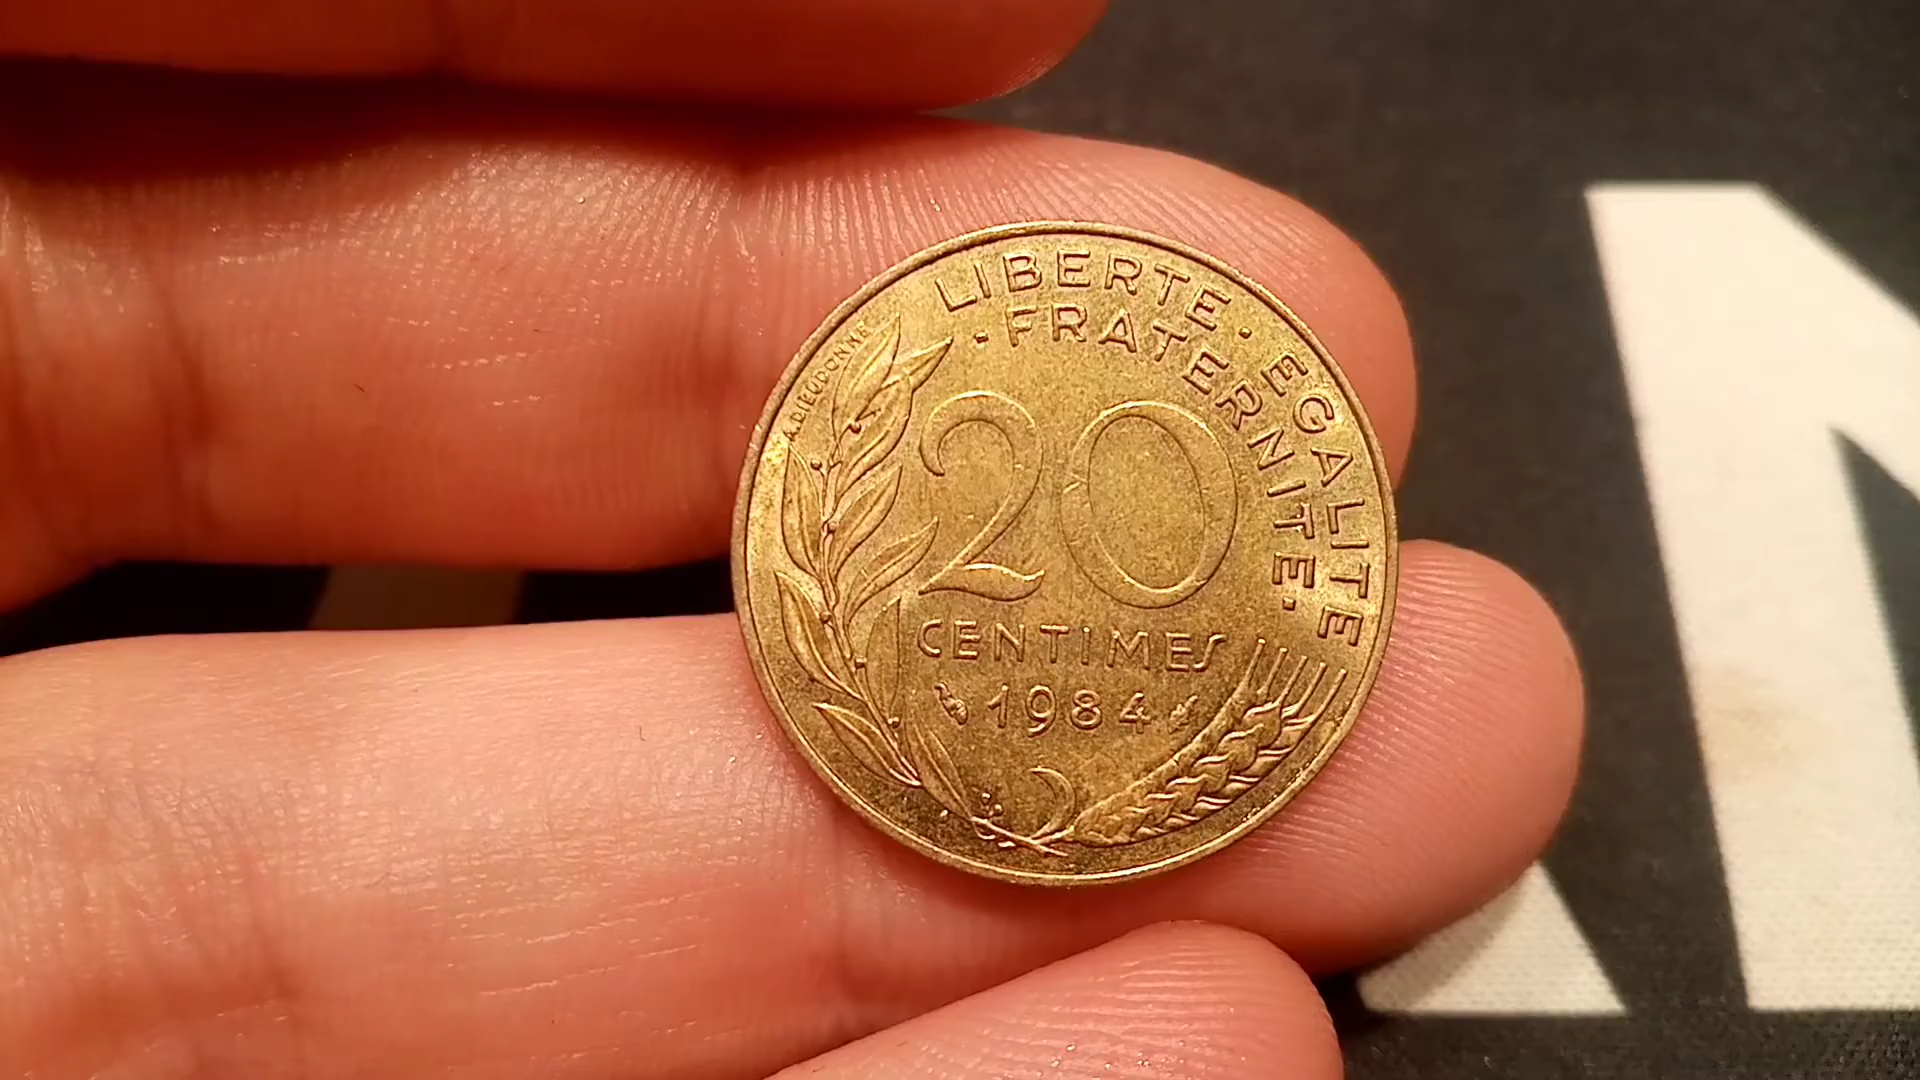 LIBERTE · EGALITE
· FRATERNITE ·
A.DIEUDONNE
20
CENTIMES
1984